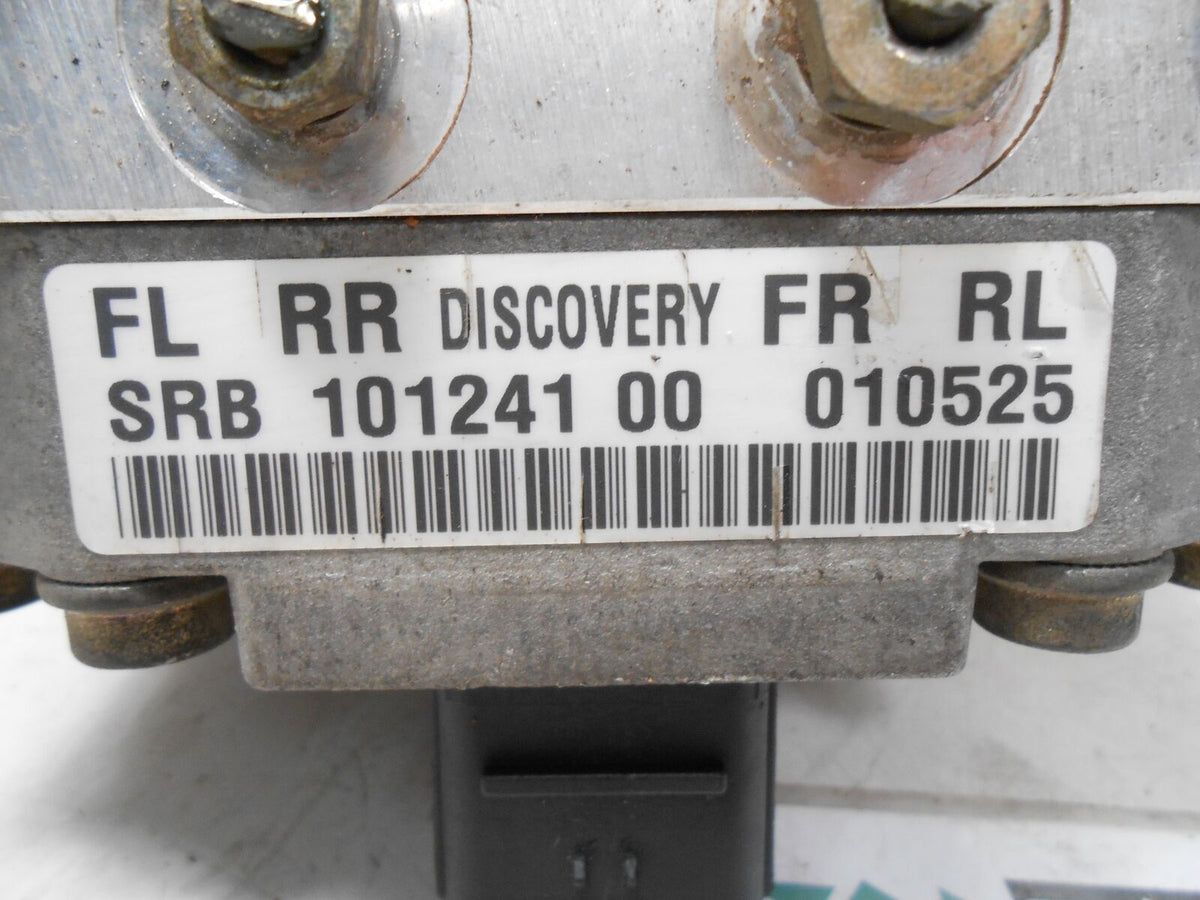 FL RR DISCOVERY FR RL
SRB 101241 00 010525